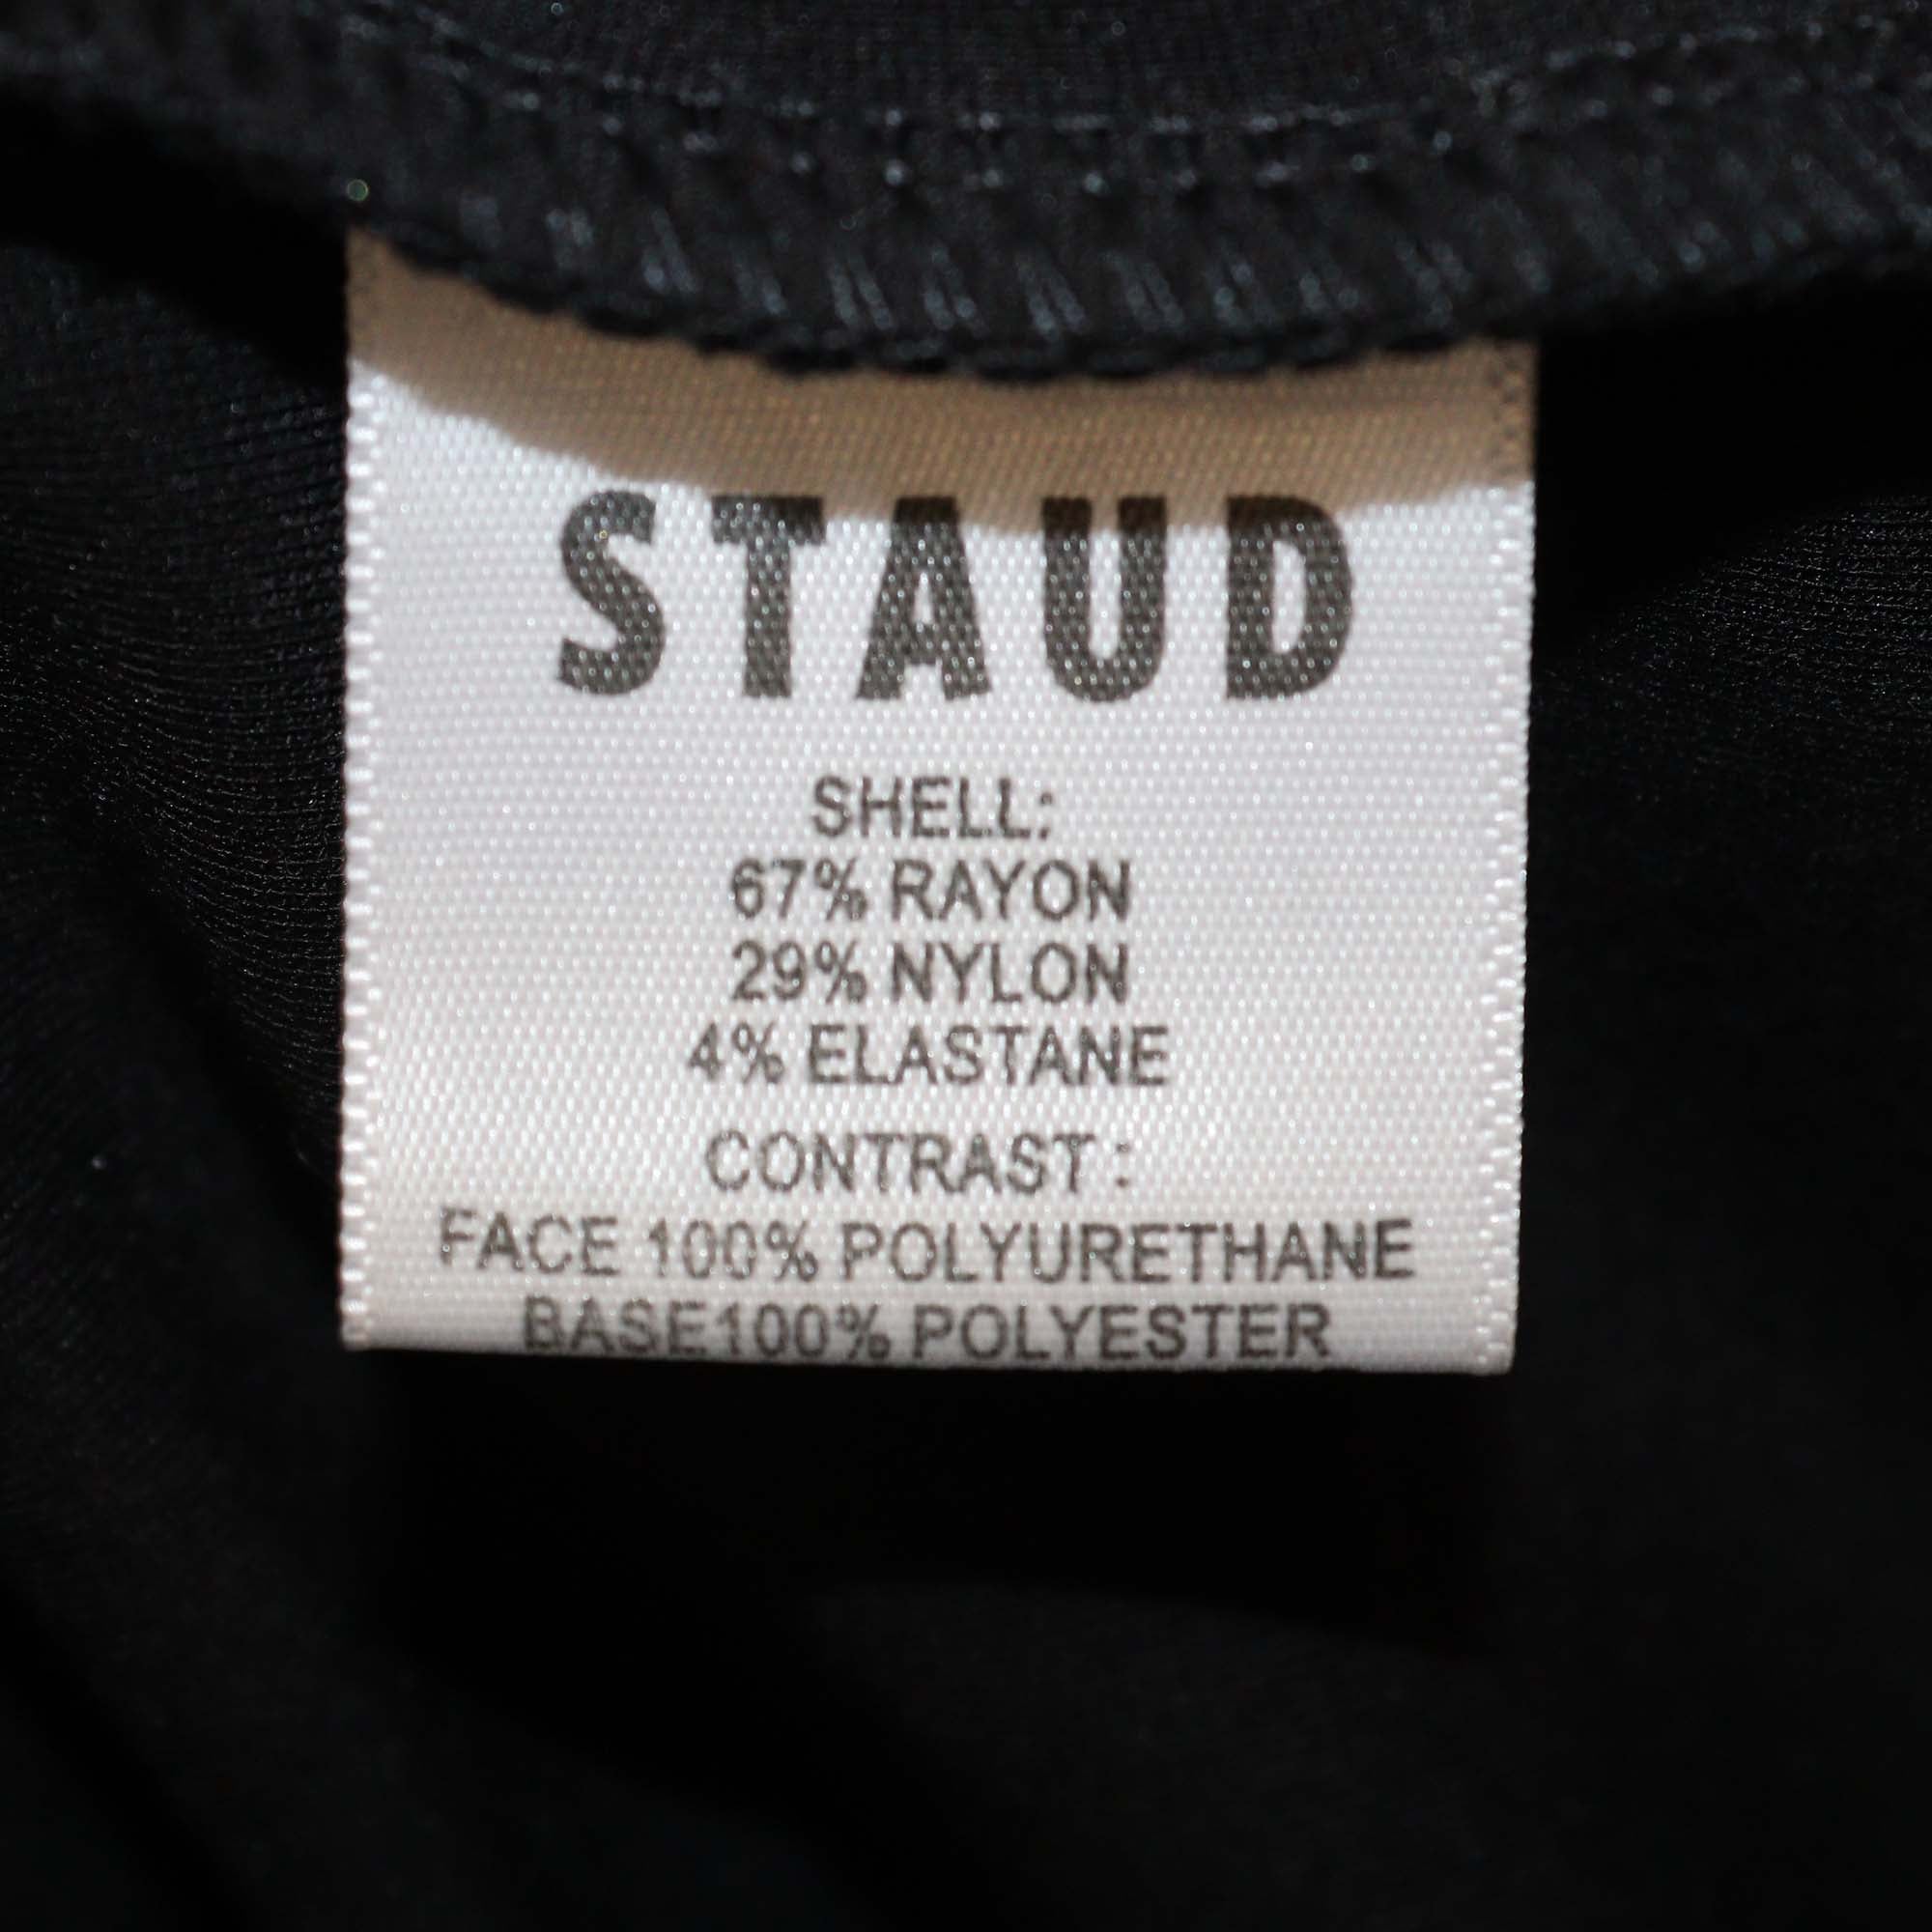 STAUD
SHELL:
67% RAYON
29% NYLON
4% ELASTANE
CONTRAST :
FACE 100% POLYURETHANE
BASE100% POLYESTER